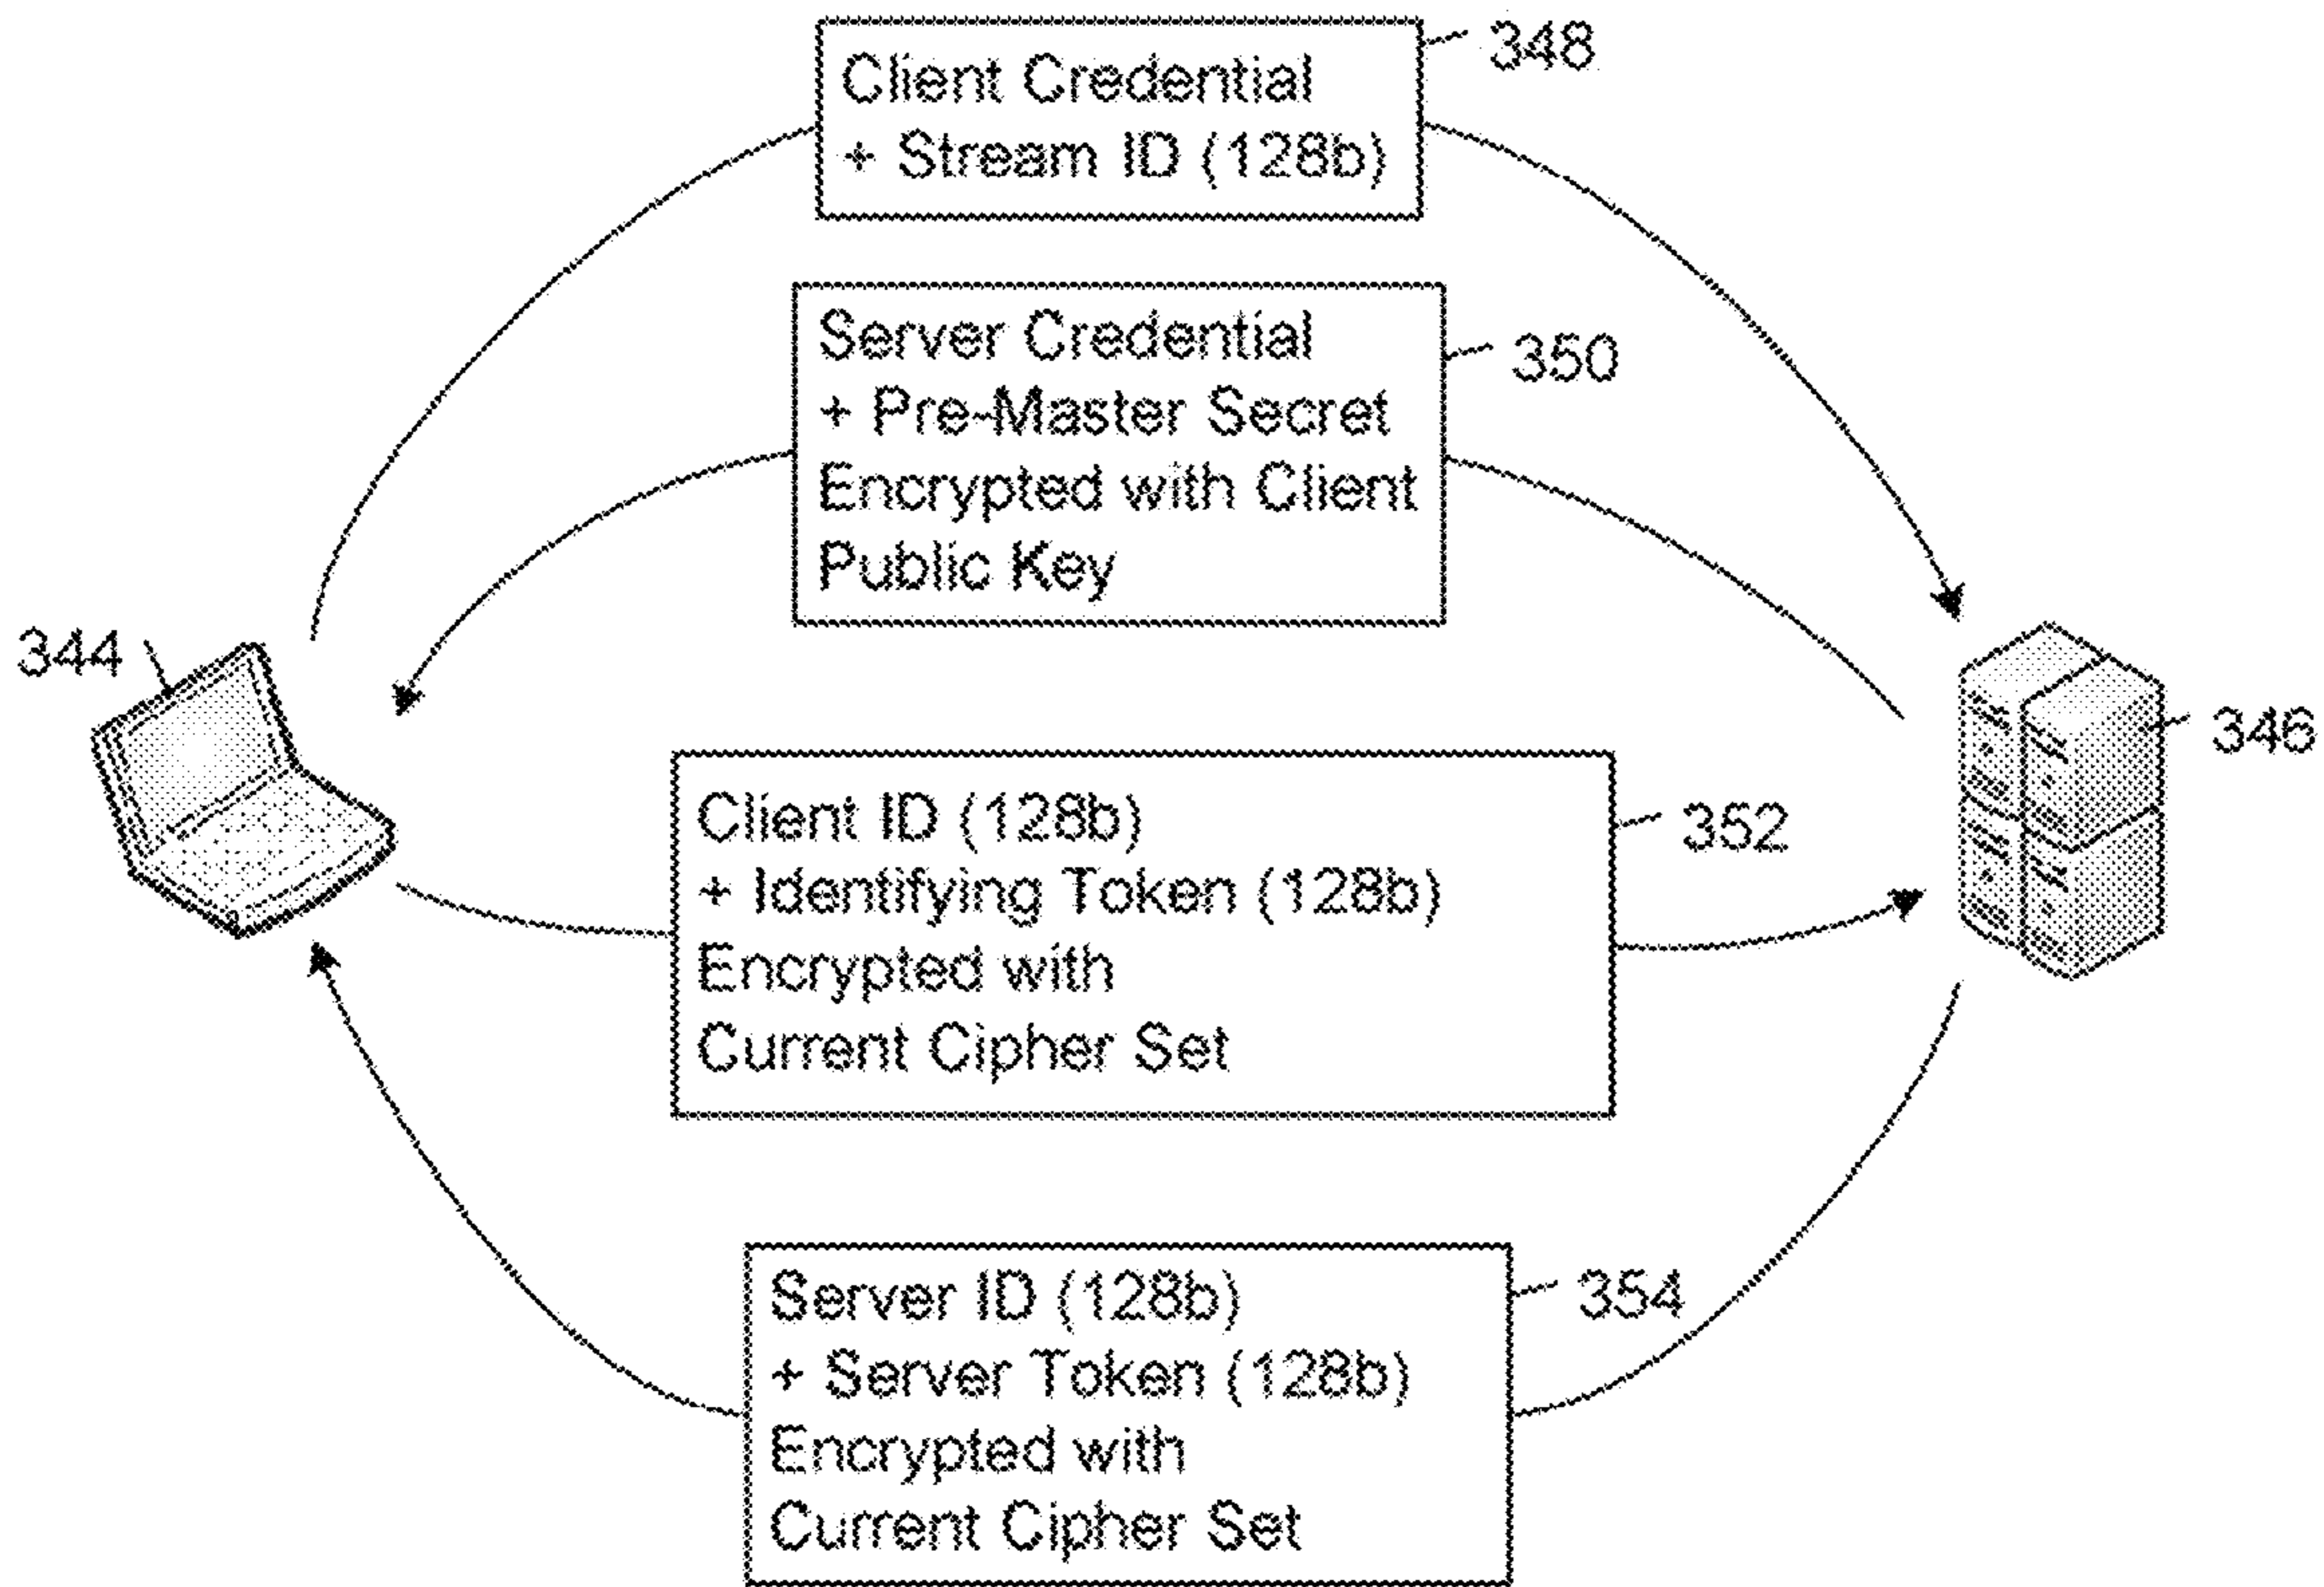 348
Client Credential
+ Stream ID (128b)
350
Server Credential
+ Pre-Master Secret
Encrypted with Client
Public Key
344
346
352
Client ID (128b)
+ Identifying Token (128b)
Encrypted with
Current Cipher Set
354
Server ID (128b)
+ Server Token (128b)
Encrypted with
Current Cipher Set